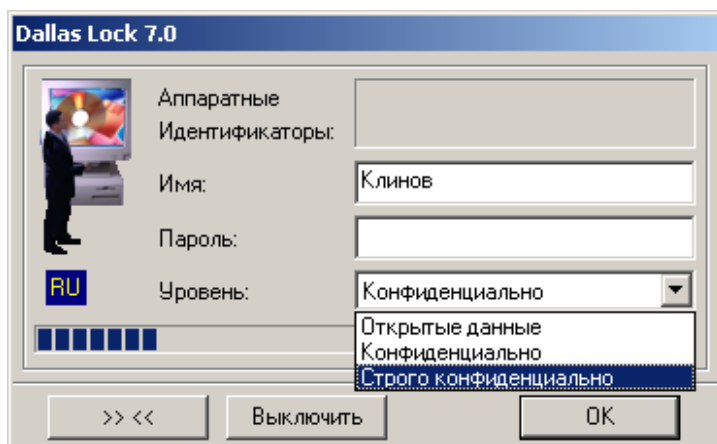 Dallas Lock 7.0
Аппаратные
Идентификаторы:
Имя:
Клинов
Пароль:
RU
Уровень:
Конфиденциально
Открытые данные
Конфиденциально
Строго конфиденциально
>> <<
Выключить
OK